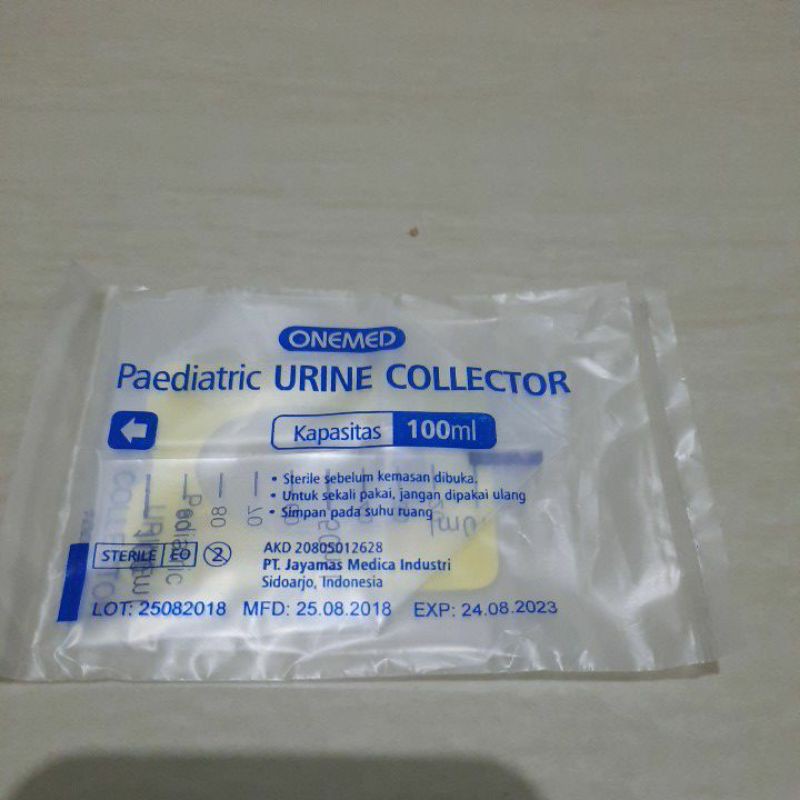 ONEMED
Paediatric URINE COLLECTOR
Kapasitas 100ml
• Sterile sebelum kemasan dibuka.
• Untuk sekali pakai, jangan dipakai ulang
• Simpan pada suhu ruang
STERILE EO 2
AKD 20805012628
PT. Jayamas Medica Industri
Sidoarjo, Indonesia
LOT: 25082018 MFD: 25.08.2018 EXP: 24.08.2023